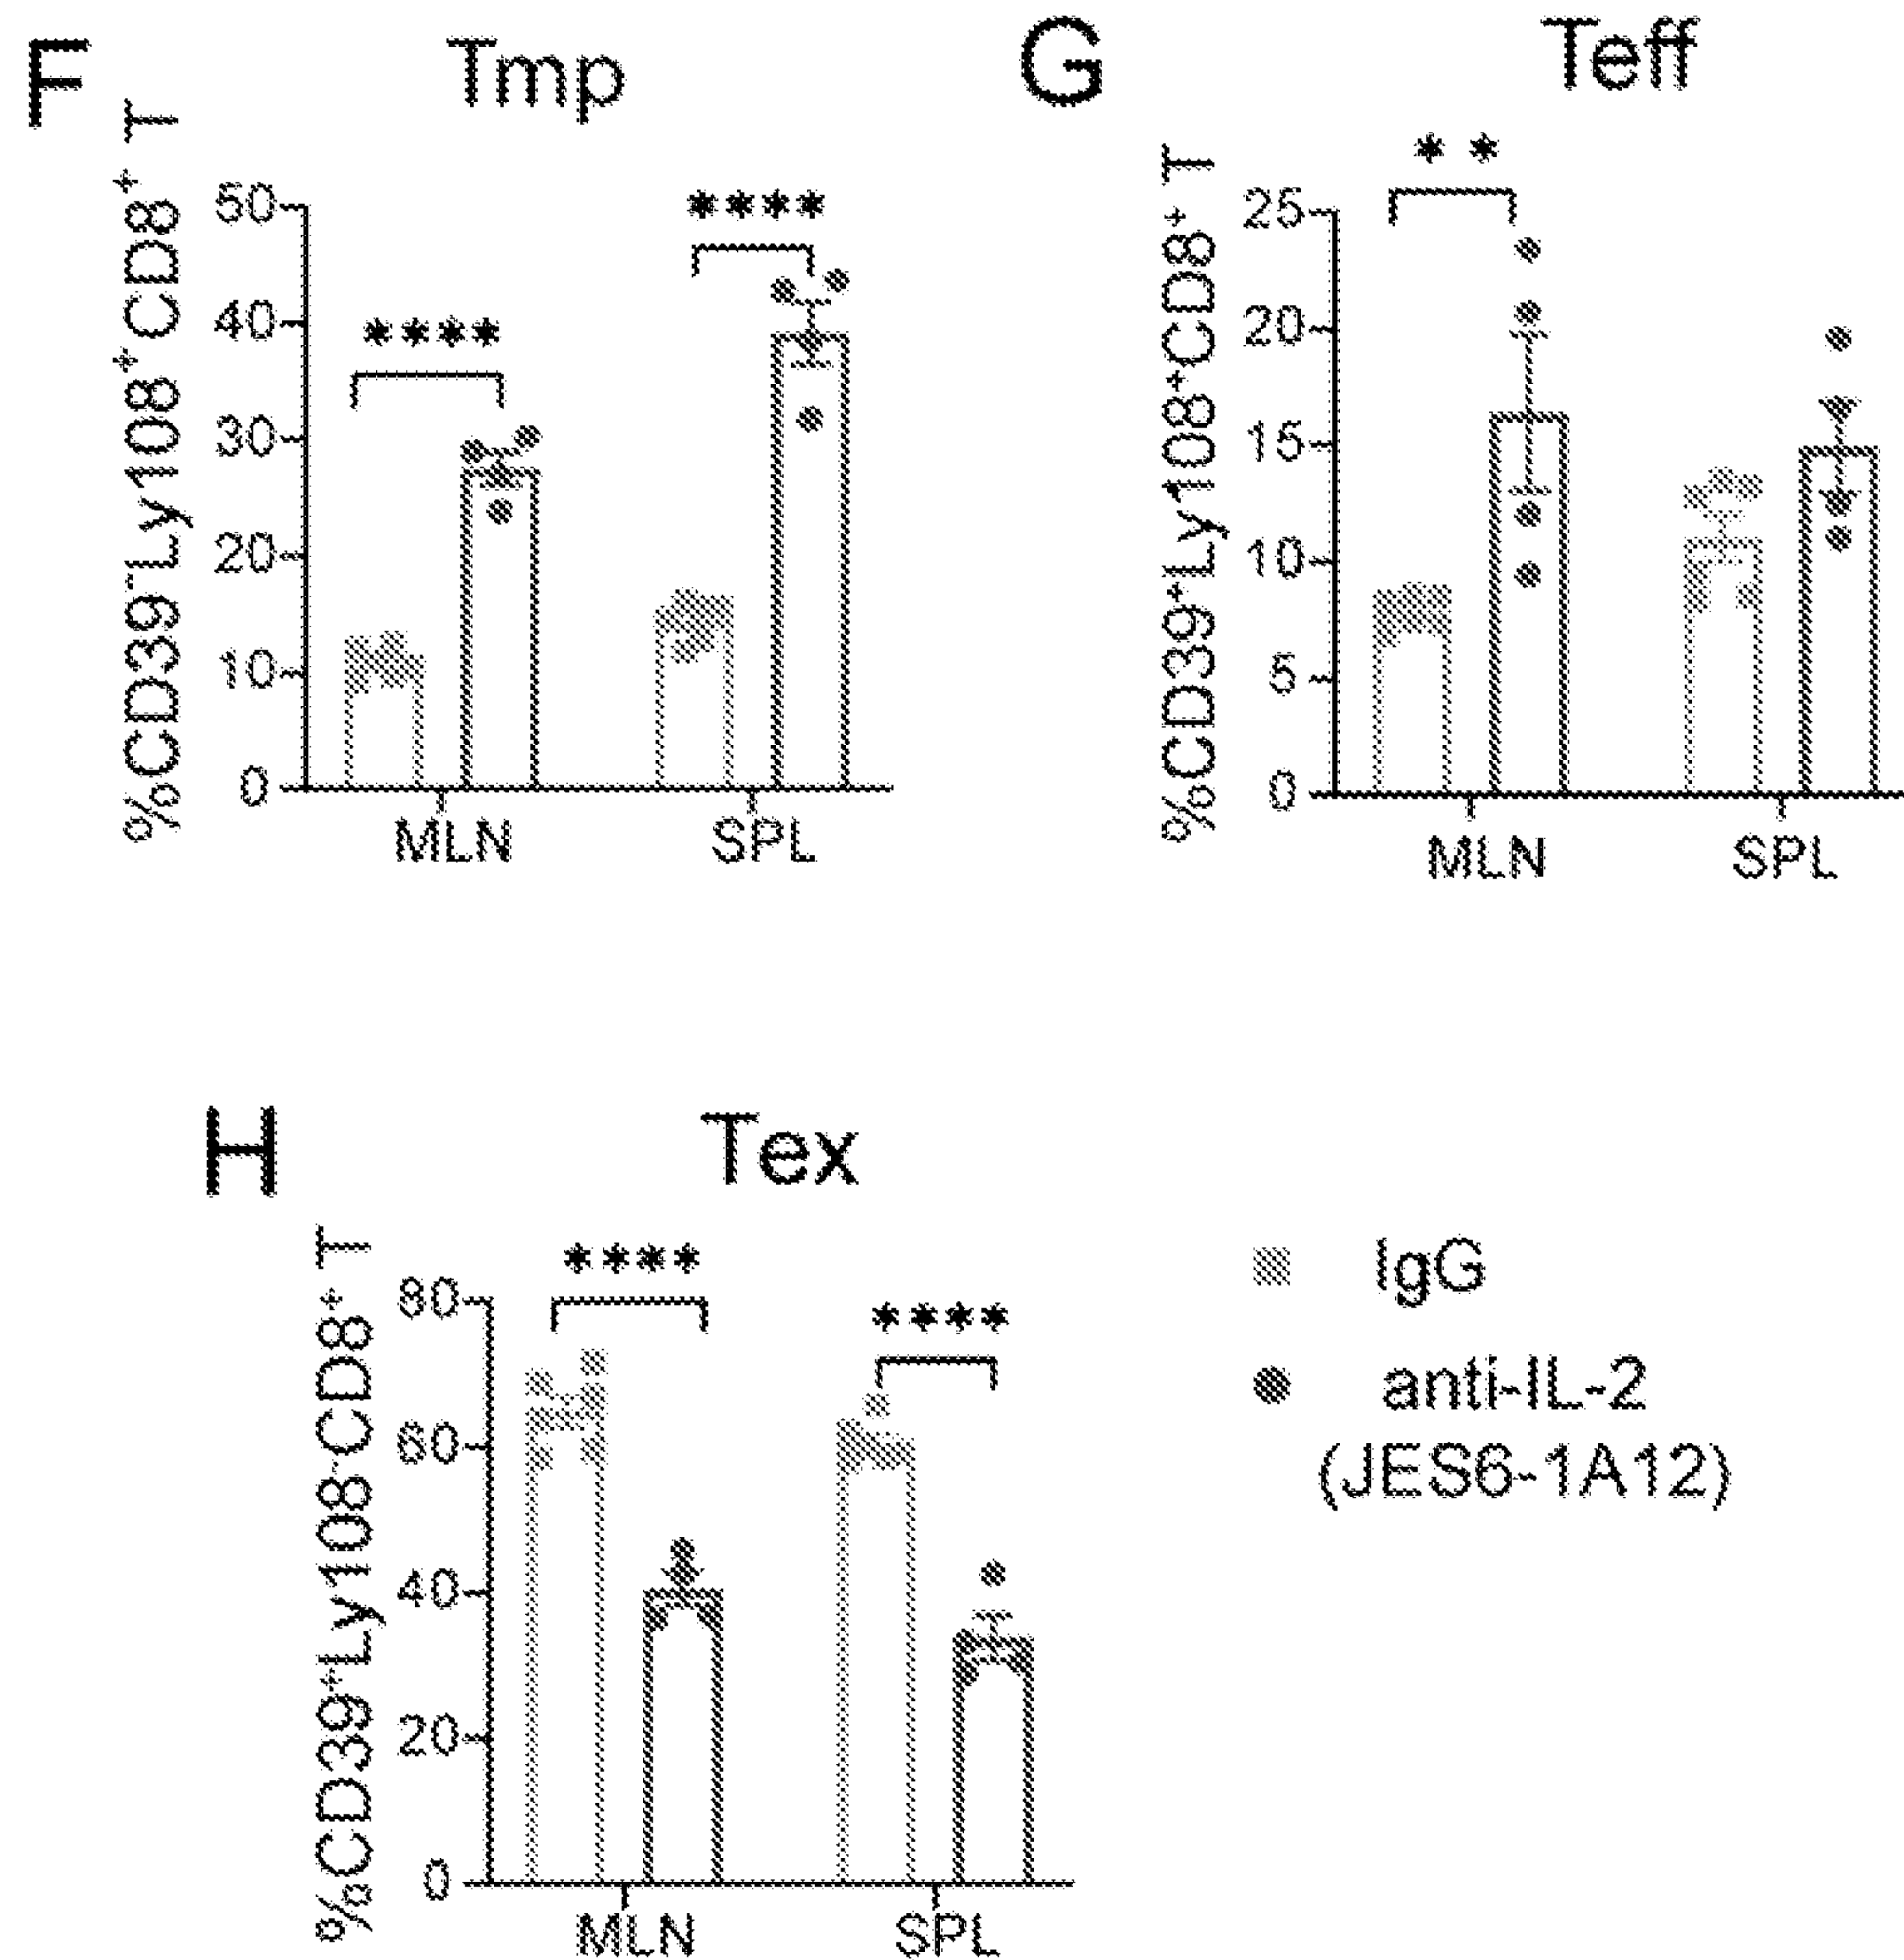 F
Tmp
%CD39⁻Ly108⁺CD8⁺ T
50
40
30
20
10
0
****
****
MLN
SPL
G
Teff
%CD39⁺Ly108⁺CD8⁺ T
25
20
15
10
5
0
**
MLN
SPL
H
Tex
%CD39⁺Ly108⁻CD8⁺ T
80
60
40
20
0
****
****
MLN
SPL
IgG
anti-IL-2
(JES6-1A12)